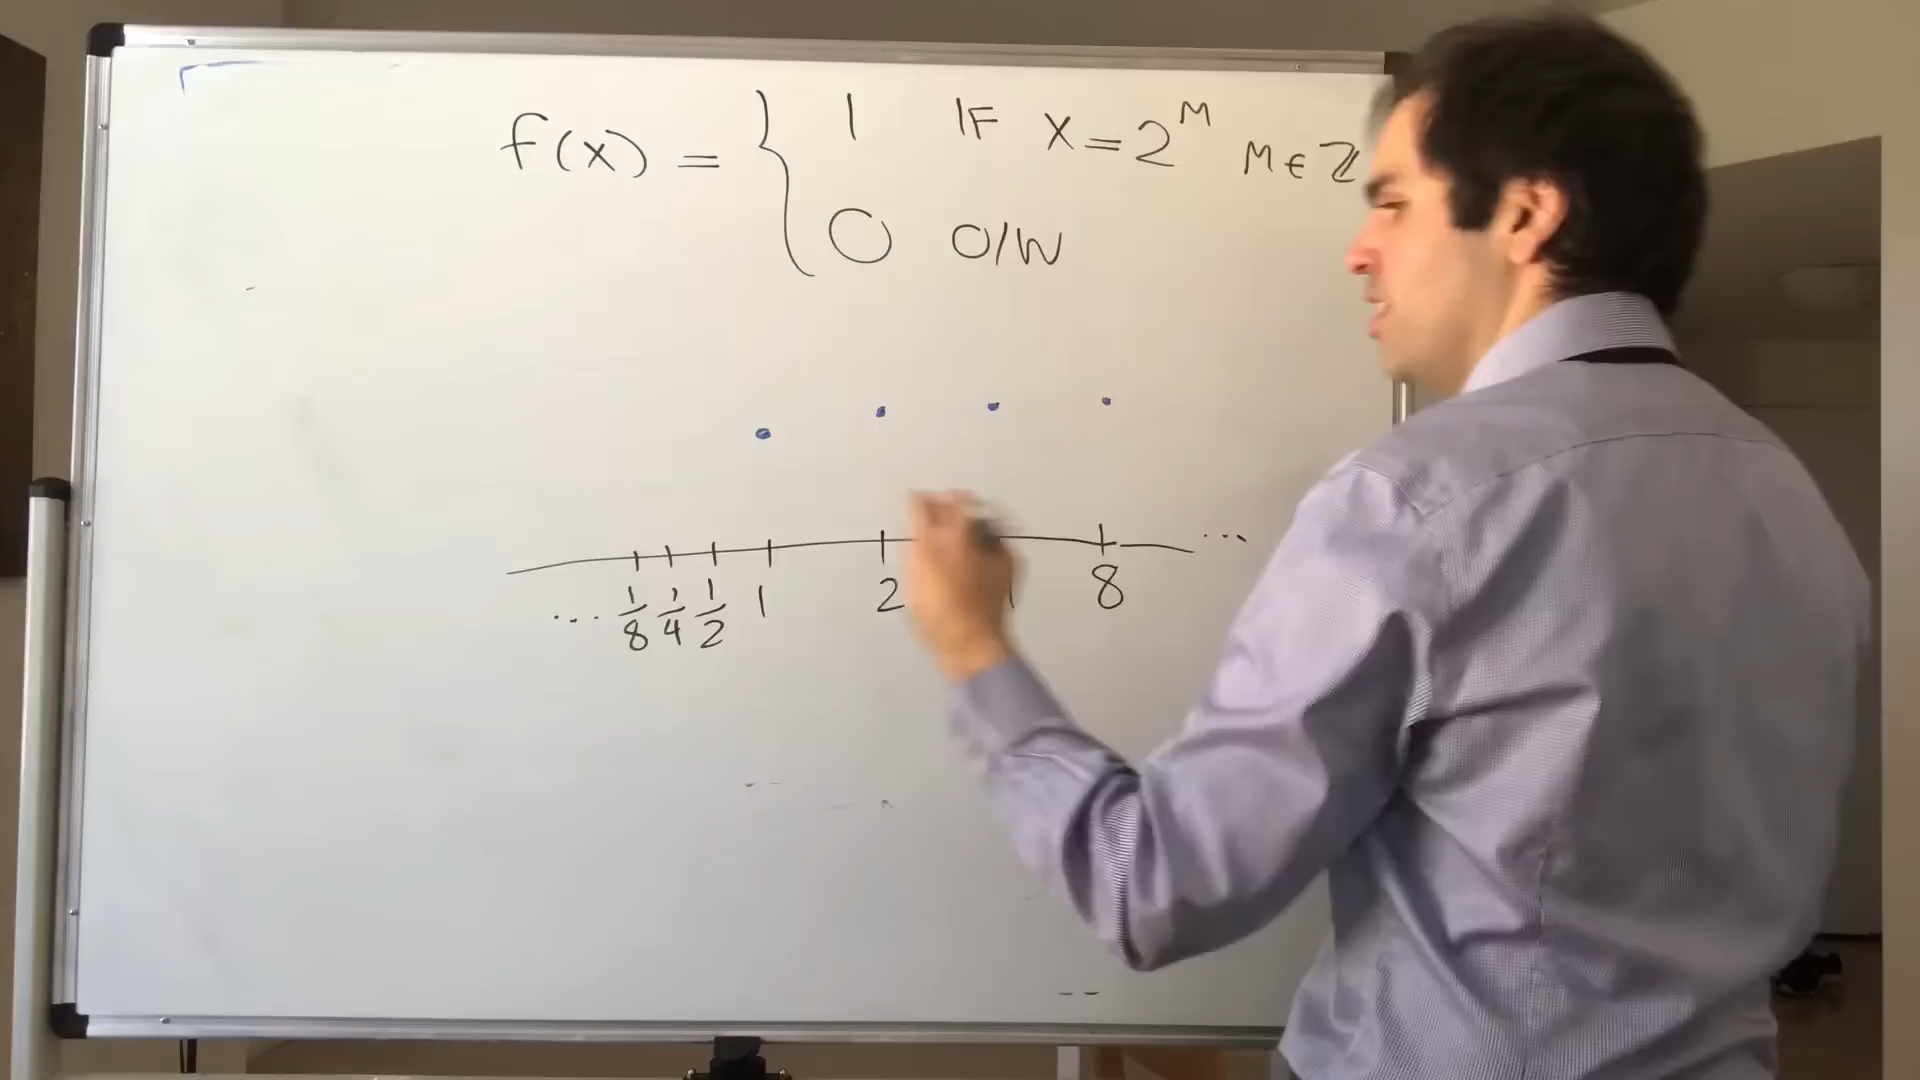 f(x) = { 1 IF x = 2^M M ∈ ℤ
0 O/W
... 1/8 1/4 1/2 1 2 8 ...